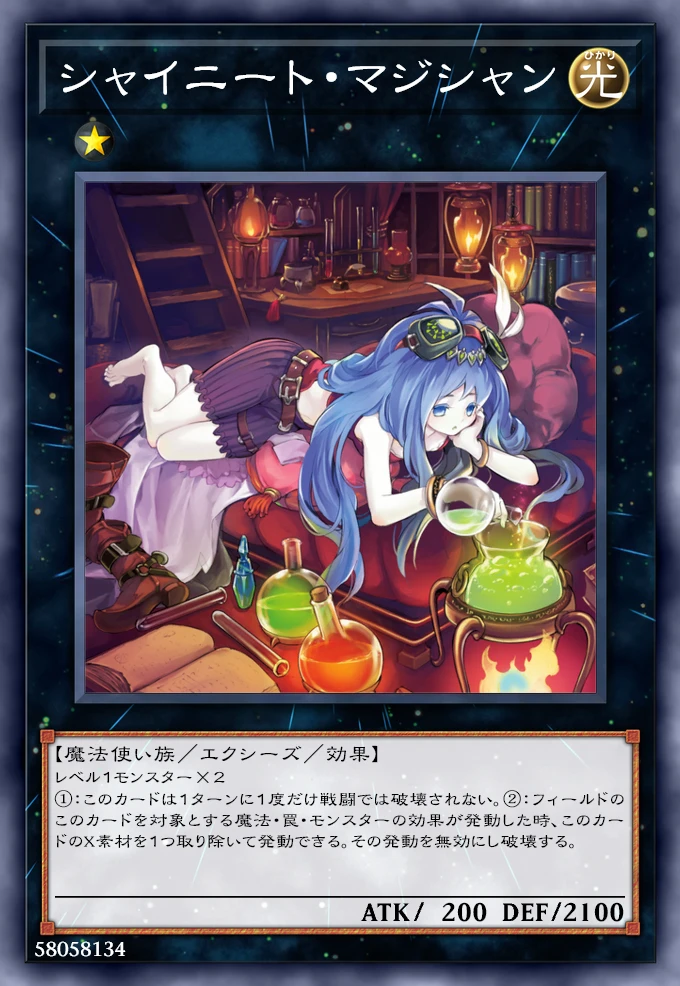 シャイニート・マジシャン
ひかり
光
【魔法使い族／エクシーズ／効果】
レベル1モンスター×2
①：このカードは1ターンに1度だけ戦闘では破壊されない。②：フィールドの
このカードを対象とする魔法・罠・モンスターの効果が発動した時、このカー
ドのX素材を1つ取り除いて発動できる。その発動を無効にし破壊する。
ATK/ 200 DEF/2100
58058134